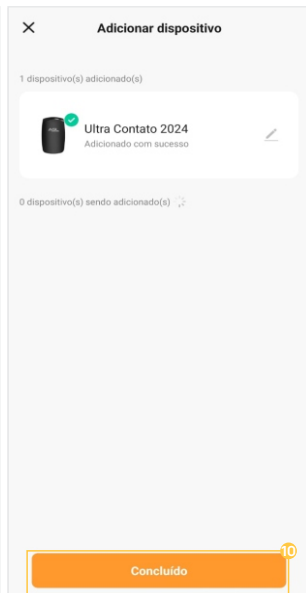 Adicionar dispositivo
1 dispositivo(s) adicionado(s)
Ultra Contato 2024
Adicionado com sucesso
0 dispositivo(s) sendo adicionado(s)
10
Concluído